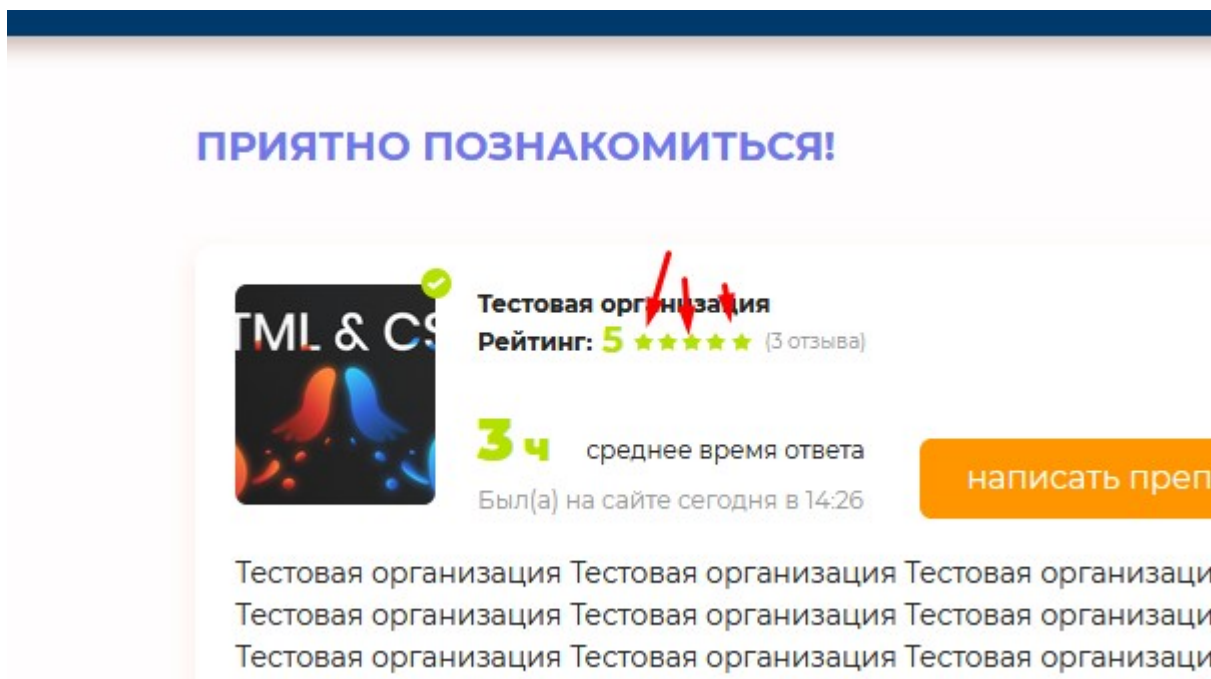 ПРИЯТНО ПОЗНАКОМИТЬСЯ!
TML & CS
Тестовая организация
Рейтинг: 5 ★★★★★ (3 отзыва)
3 ч среднее время ответа
Был(а) на сайте сегодня в 14:26
написать преп
Тестовая организация Тестовая организация Тестовая организаци
Тестовая организация Тестовая организация Тестовая организаци
Тестовая организация Тестовая организация Тестовая организаци